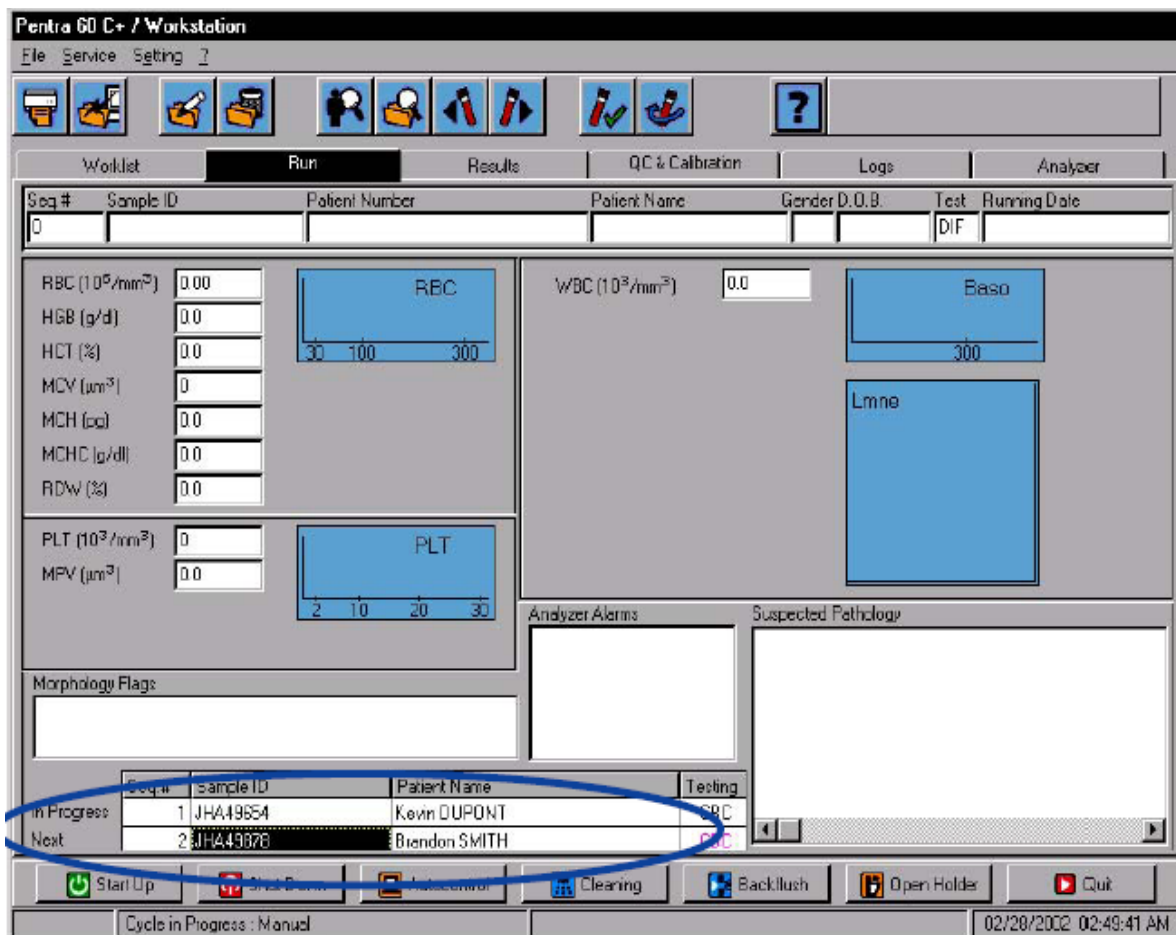 Pentra 60 C+ / Workstation
File Service Setting ?
Worklist Run Results QC & Calibration Logs Analyzer
Seq.# Sample ID Patient Number Patient Name Gender D.O.B. Test Running Date
0 DIF
RBC (10⁶/mm³) 0.00 RBC WBC (10³/mm³) 0.0 Baso
HGB (g/dl) 0.0
HCT (%) 0.0 30 100 300 300
MCV (µm³) 0
MCH (pg) 0.0 Lmne
MCHC (g/dl) 0.0
RDW (%) 0.0
PLT (10³/mm³) 0 PLT
MPV (µm³) 0.0
2 10 20 30
Analyzer Alarms Suspected Pathology
Morphology Flags
Seq.# Sample ID Patient Name Testing
In Progress 1 JHA49654 Kevin DUPONT CBC
Next 2 JHA49878 Brandon SMITH CBC
Start Up Shut Down Autocontrol Cleaning Backflush Open Holder Quit
Cycle in Progress : Manual 02/28/2002 02:49:41 AM